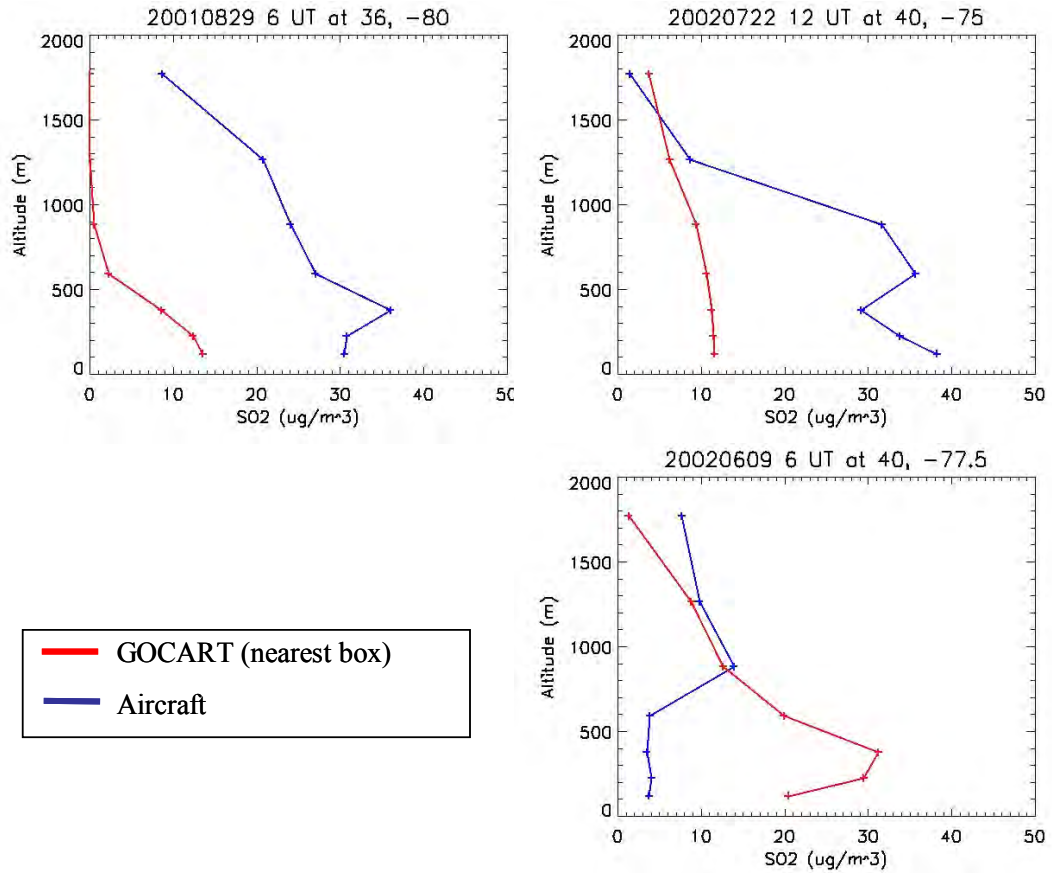 20010829 6 UT at 36, -80
2000
1500
1000
500
0
Altitude (m)
0 10 20 30 40 50
SO2 (ug/m^3)
20020722 12 UT at 40, -75
2000
1500
1000
500
0
Altitude (m)
0 10 20 30 40 50
SO2 (ug/m^3)
20020609 6 UT at 40, -77.5
2000
1500
1000
500
0
Altitude (m)
0 10 20 30 40 50
SO2 (ug/m^3)
GOCART (nearest box)
Aircraft